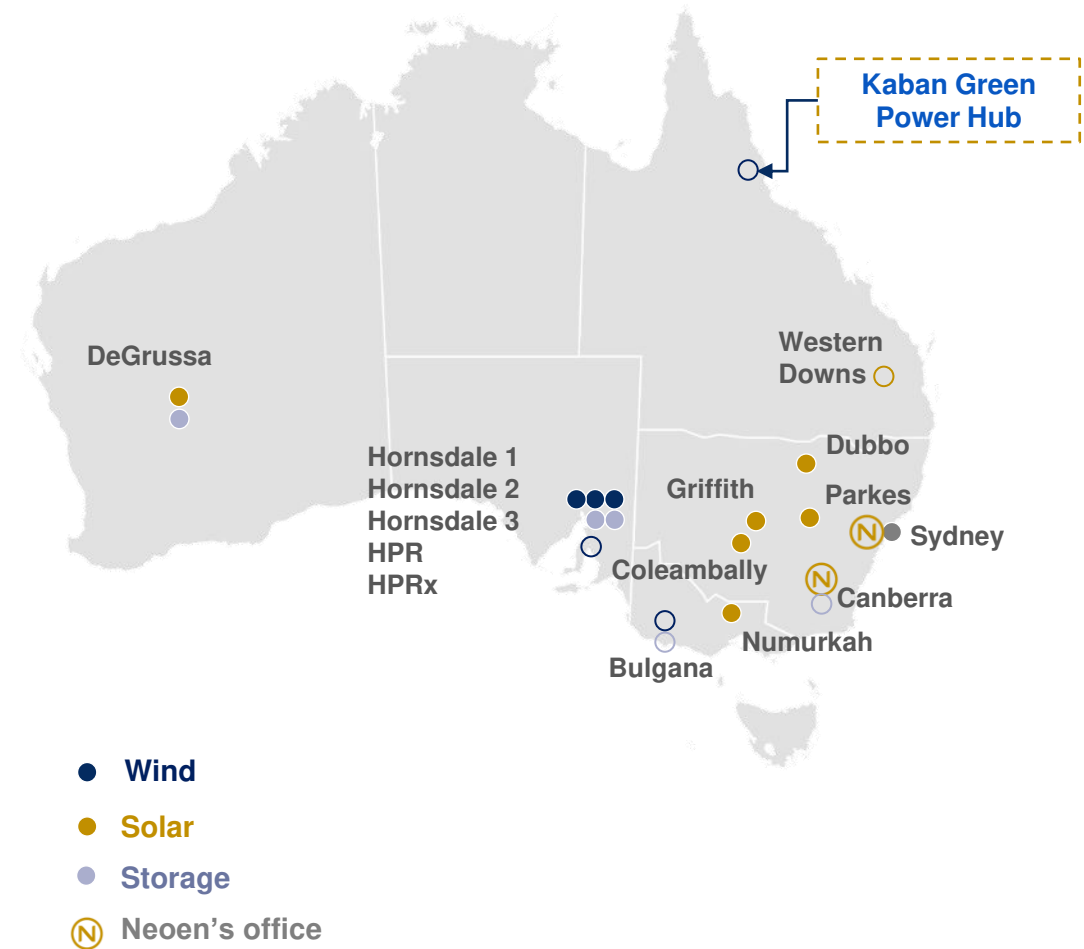 Kaban Green
Power Hub
DeGrussa
Western
Downs
Hornsdale 1
Hornsdale 2
Hornsdale 3
HPR
HPRx
Dubbo
Griffith
Parkes
N
Sydney
Coleambally
N
Canberra
Numurkah
Bulgana
Wind
Solar
Storage
N Neoen's office